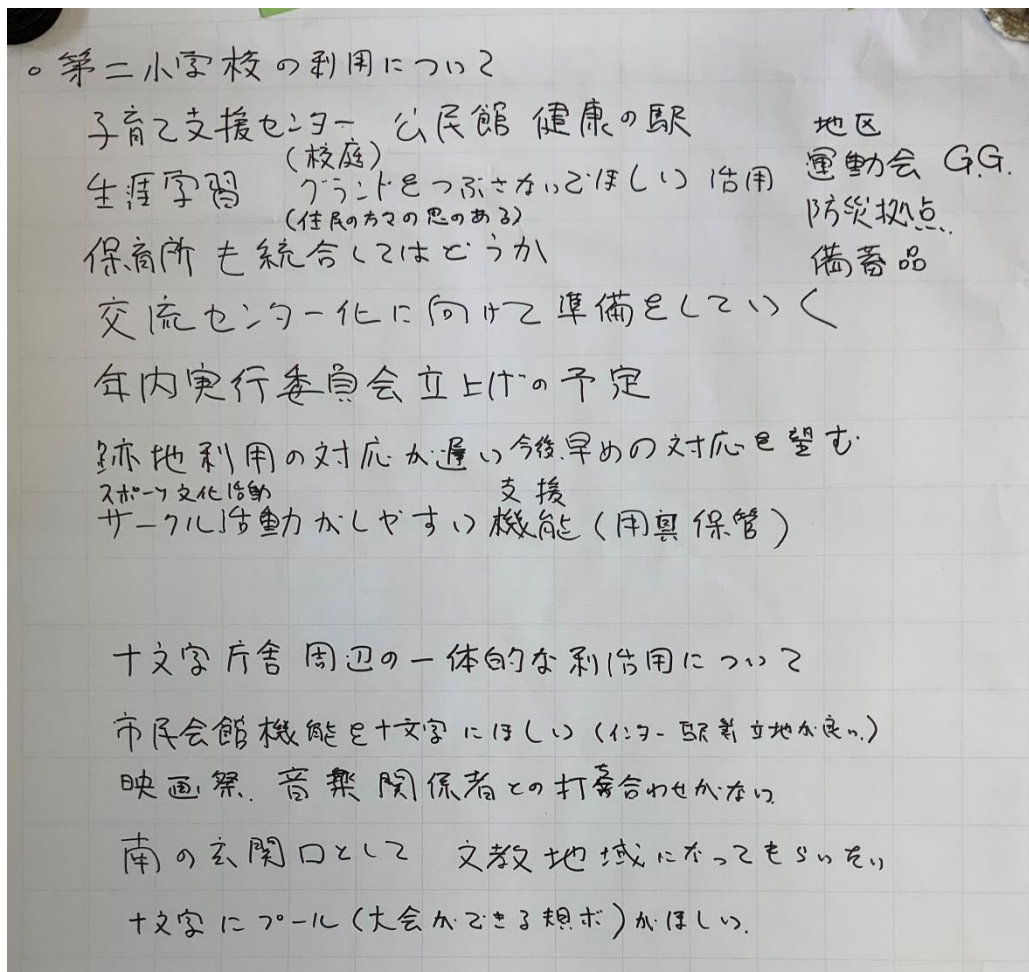 。第二小学校の利用について
子育て支援センター 公民館 健康の駅
(校庭)
生涯学習 グランドをつぶさないでほしい 活用
(住民の方々の思のある)
保育所も統合してはどうか
地区
運動会 G.G.
防災拠点
備蓄品
交流センター化に向けて準備をしていく
年内実行委員会立上げの予定
跡地利用の対応が遅い 今後早めの対応を望む
スポーツ文化活動
支援
サークル活動がしやすい機能(用具保管)
十文字庁舎周辺の一体的な利活用について
市民会館機能を十文字にほしい(インター 駅前 立地が良い。)
映画祭.音楽関係者との打合わせがない
南の玄関口として 文教地域になってもらいたい
十文字にプール(大会ができる規ボ)がほしい.